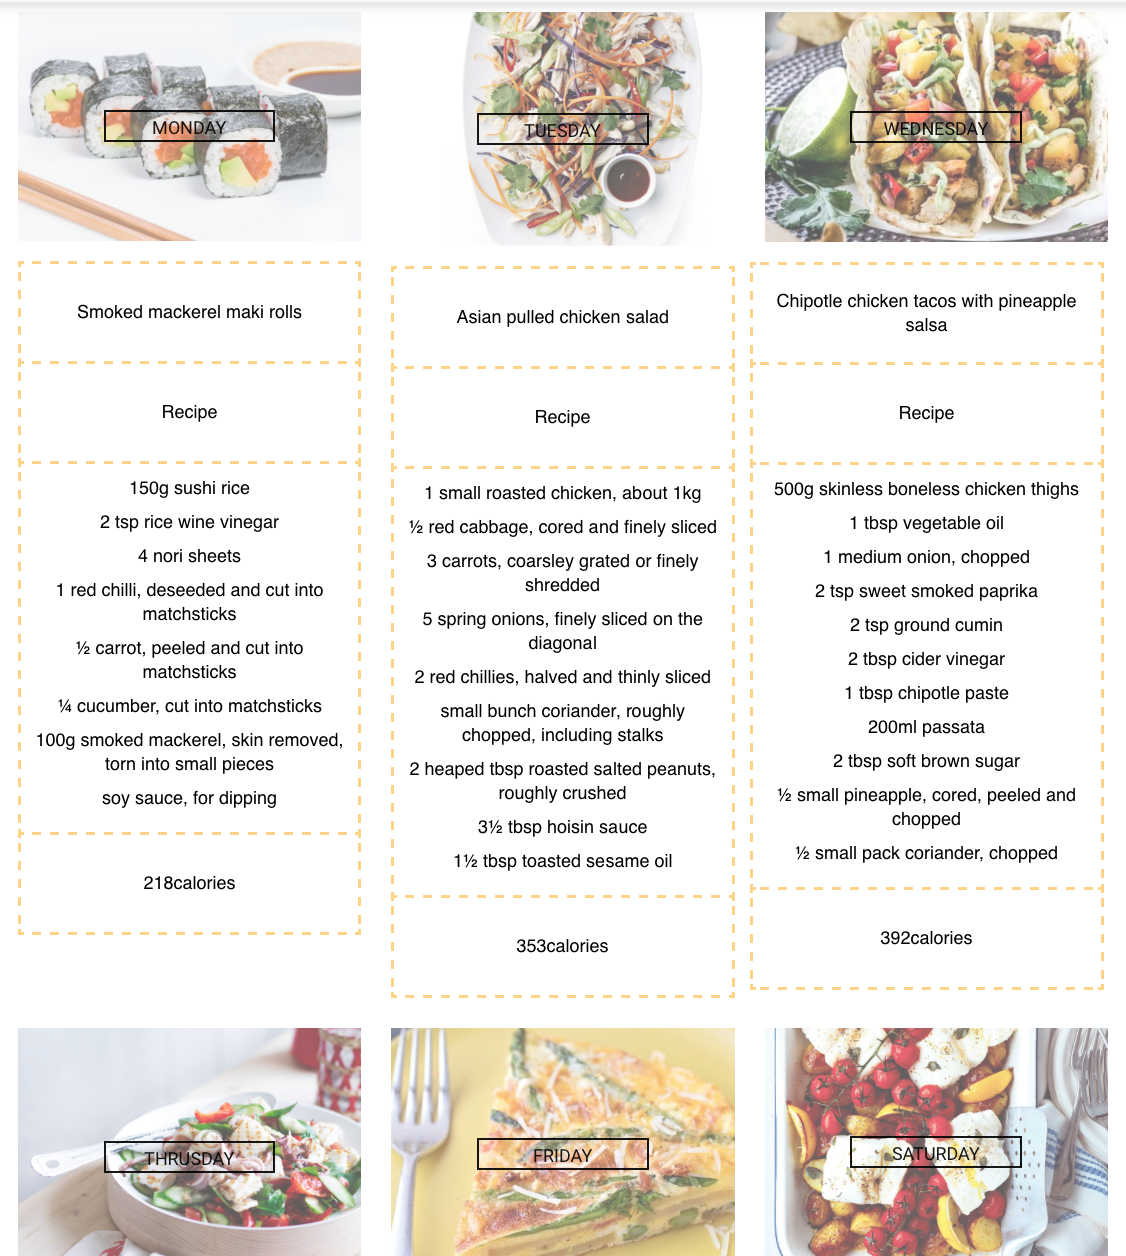 MONDAY
TUESDAY
WEDNESDAY
Smoked mackerel maki rolls
Recipe
150g sushi rice
2 tsp rice wine vinegar
4 nori sheets
1 red chilli, deseeded and cut into
matchsticks
½ carrot, peeled and cut into
matchsticks
¼ cucumber, cut into matchsticks
100g smoked mackerel, skin removed,
torn into small pieces
soy sauce, for dipping
218calories
Asian pulled chicken salad
Recipe
1 small roasted chicken, about 1kg
½ red cabbage, cored and finely sliced
3 carrots, coarsley grated or finely
shredded
5 spring onions, finely sliced on the
diagonal
2 red chillies, halved and thinly sliced
small bunch coriander, roughly
chopped, including stalks
2 heaped tbsp roasted salted peanuts,
roughly crushed
3½ tbsp hoisin sauce
1½ tbsp toasted sesame oil
353calories
Chipotle chicken tacos with pineapple
salsa
Recipe
500g skinless boneless chicken thighs
1 tbsp vegetable oil
1 medium onion, chopped
2 tsp sweet smoked paprika
2 tsp ground cumin
2 tbsp cider vinegar
1 tbsp chipotle paste
200ml passata
2 tbsp soft brown sugar
½ small pineapple, cored, peeled and
chopped
½ small pack coriander, chopped
392calories
THRUSDAY
FRIDAY
SATURDAY